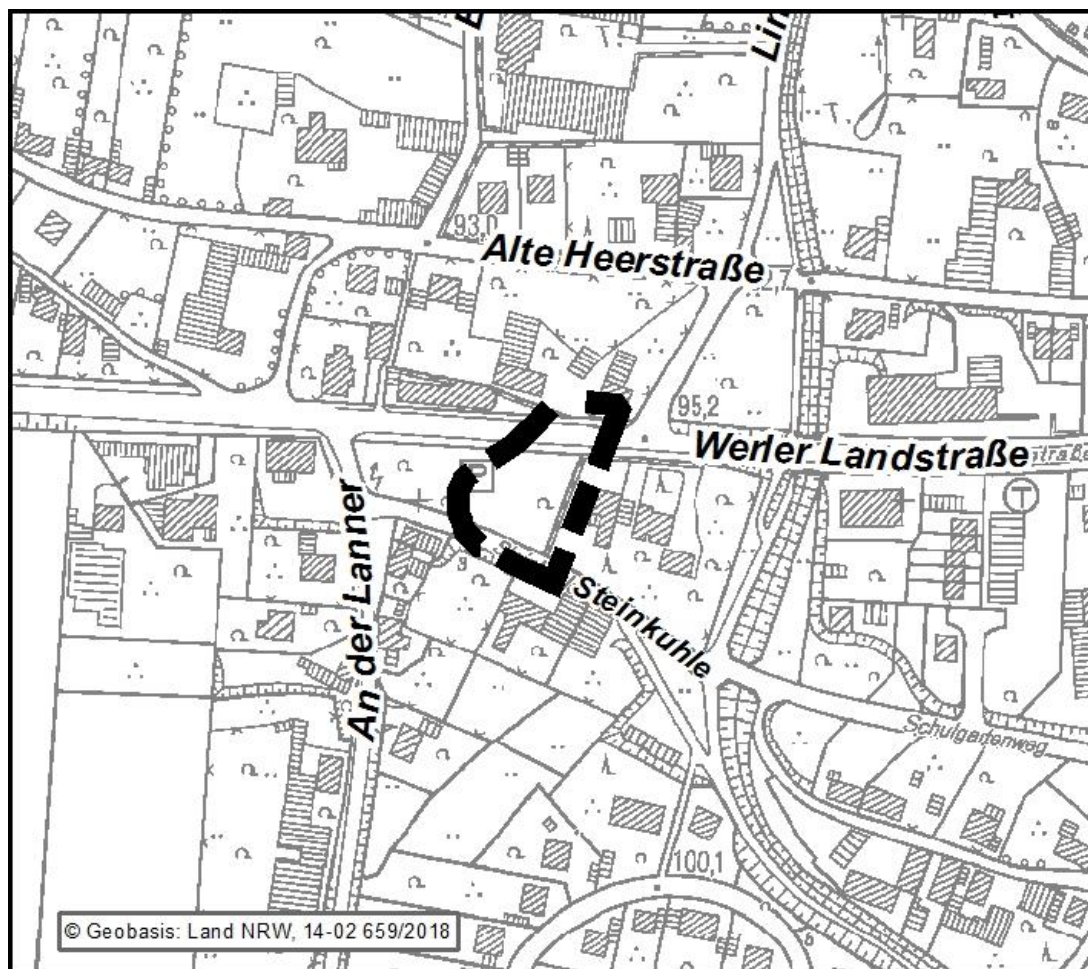 Lin
93,0
Alte Heerstraße
95,2
Werler Landstraße
P
T
An der Lanner
Steinkuhle
Schulgartenweg
100,1
© Geobasis: Land NRW, 14-02 659/2018